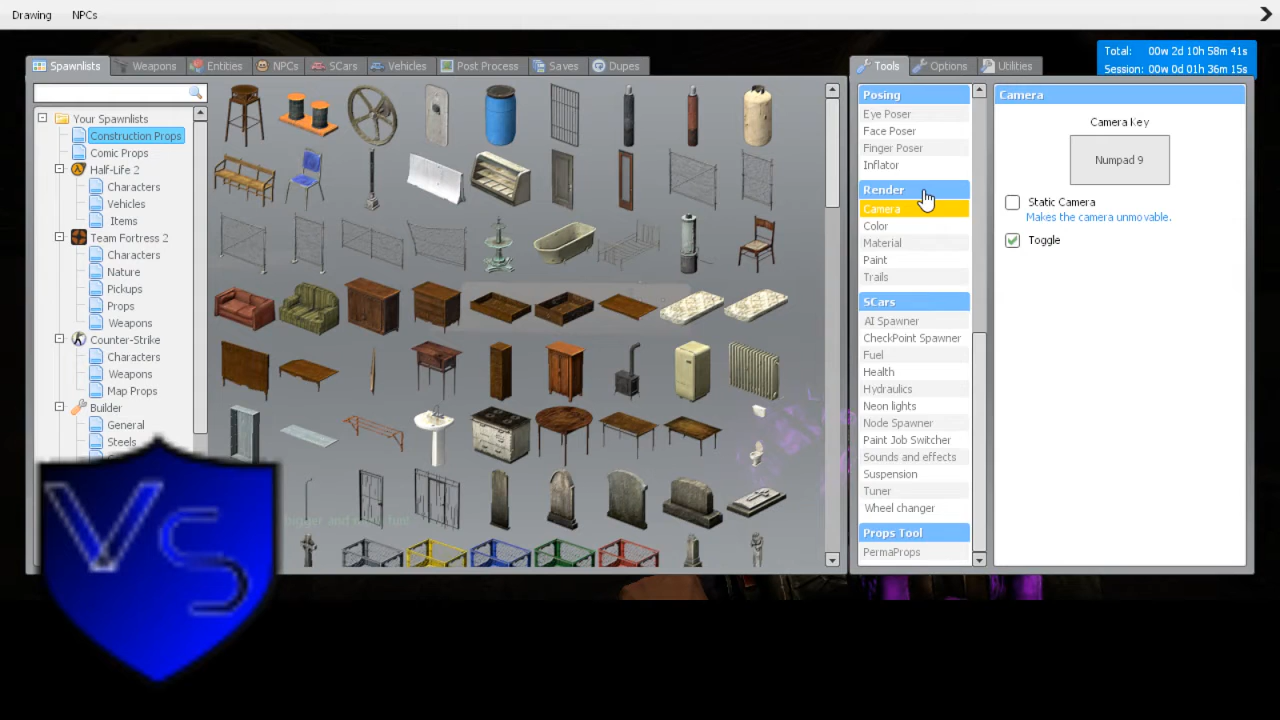 Drawing NPCs
Total: 00w 2d 10h 58m 41s
Session: 00w 0d 01h 36m 15s
Spawnlists Weapons Entities NPCs SCars Vehicles Post Process Saves Dupes
Tools Options Utilities
Your Spawnlists
Construction Props
Comic Props
Half-Life 2
Characters
Vehicles
Items
Team Fortress 2
Characters
Nature
Pickups
Props
Weapons
Counter-Strike
Characters
Weapons
Map Props
Builder
General
Steels
VS
bigger and more fun!
Posing
Eye Poser
Face Poser
Finger Poser
Inflator
Render
Camera
Color
Material
Paint
Trails
SCars
AI Spawner
CheckPoint Spawner
Fuel
Health
Hydraulics
Neon lights
Node Spawner
Paint Job Switcher
Sounds and effects
Suspension
Tuner
Wheel changer
Props Tool
PermaProps
Camera
Camera Key
Numpad 9
Static Camera
Makes the camera unmovable.
Toggle